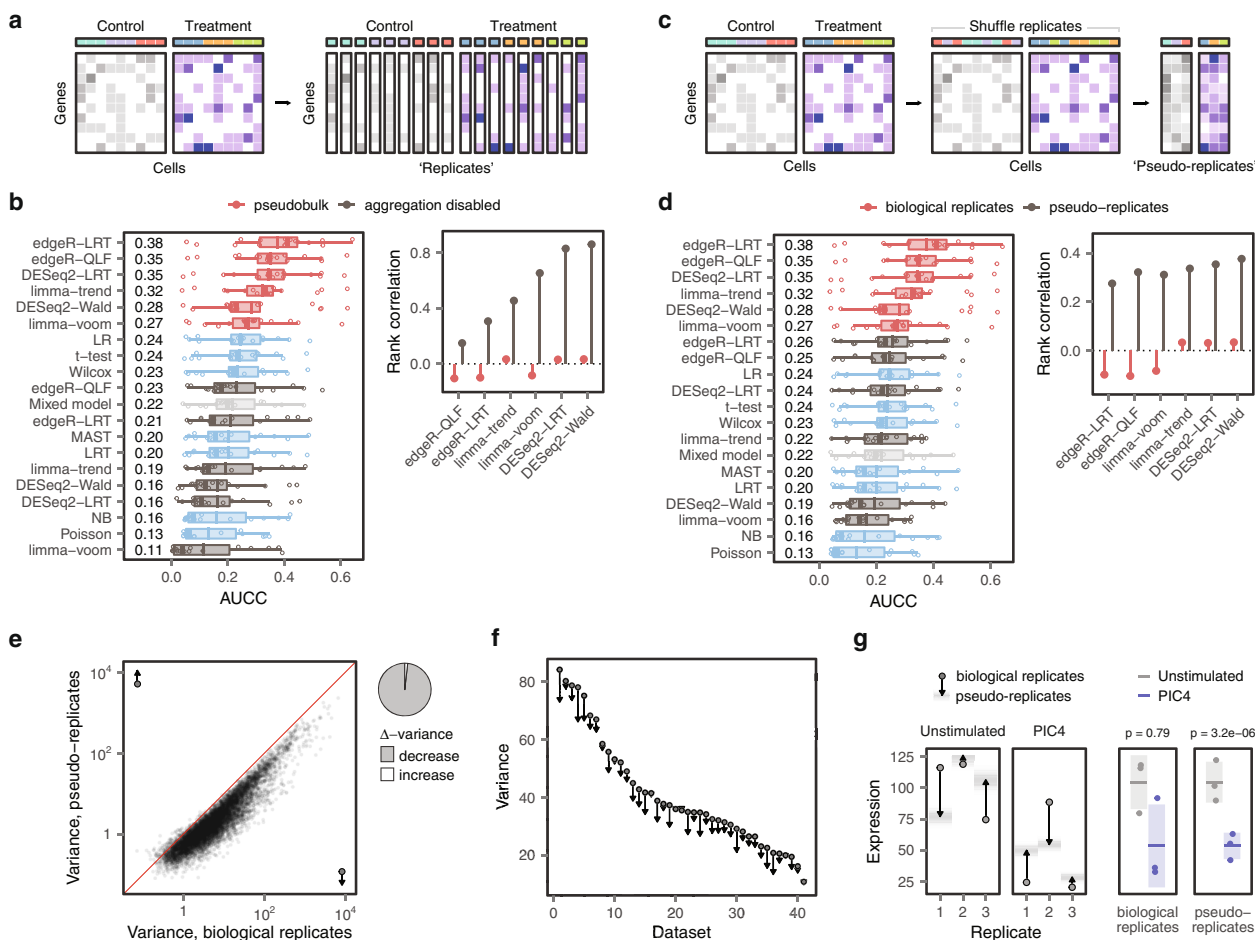 a
Control
Treatment
Genes
Cells
Control
Treatment
Genes
'Replicates'
b
pseudobulk
aggregation disabled
edgeR−LRT 0.38
edgeR−QLF 0.35
DESeq2−LRT 0.35
limma−trend 0.32
DESeq2−Wald 0.28
limma−voom 0.27
LR 0.24
t−test 0.24
Wilcox 0.23
edgeR−QLF 0.23
Mixed model 0.22
edgeR−LRT 0.21
MAST 0.20
LRT 0.20
limma−trend 0.19
DESeq2−Wald 0.16
DESeq2−LRT 0.16
NB 0.16
Poisson 0.13
limma−voom 0.11
0.0 0.2 0.4 0.6
AUCC
Rank correlation
0.8
0.4
0.0
edgeR−QLF
edgeR−LRT
limma−trend
limma−voom
DESeq2−LRT
DESeq2−Wald
c
Control
Treatment
Genes
Cells
Shuffle replicates
Cells
'Pseudo-replicates'
d
biological replicates
pseudo−replicates
edgeR−LRT 0.38
edgeR−QLF 0.35
DESeq2−LRT 0.35
limma−trend 0.32
DESeq2−Wald 0.28
limma−voom 0.27
edgeR−LRT 0.26
edgeR−QLF 0.25
LR 0.24
DESeq2−LRT 0.24
t−test 0.24
Wilcox 0.23
limma−trend 0.22
Mixed model 0.22
MAST 0.20
LRT 0.20
DESeq2−Wald 0.19
limma−voom 0.16
NB 0.16
Poisson 0.13
0.0 0.2 0.4 0.6
AUCC
Rank correlation
0.4
0.2
0.0
edgeR−LRT
edgeR−QLF
limma−voom
limma−trend
DESeq2−LRT
DESeq2−Wald
e
Variance, pseudo−replicates
10⁴
10²
1
1 10² 10⁴
Variance, biological replicates
Δ−variance
decrease
increase
f
Variance
80
60
40
20
0 10 20 30 40
Dataset
g
biological replicates
pseudo−replicates
Unstimulated
PIC4
Unstimulated
PIC4
p = 0.79
p = 3.2e−06
Expression
125
100
75
50
25
1 2 3
1 2 3
Replicate
biological
replicates
pseudo−
replicates